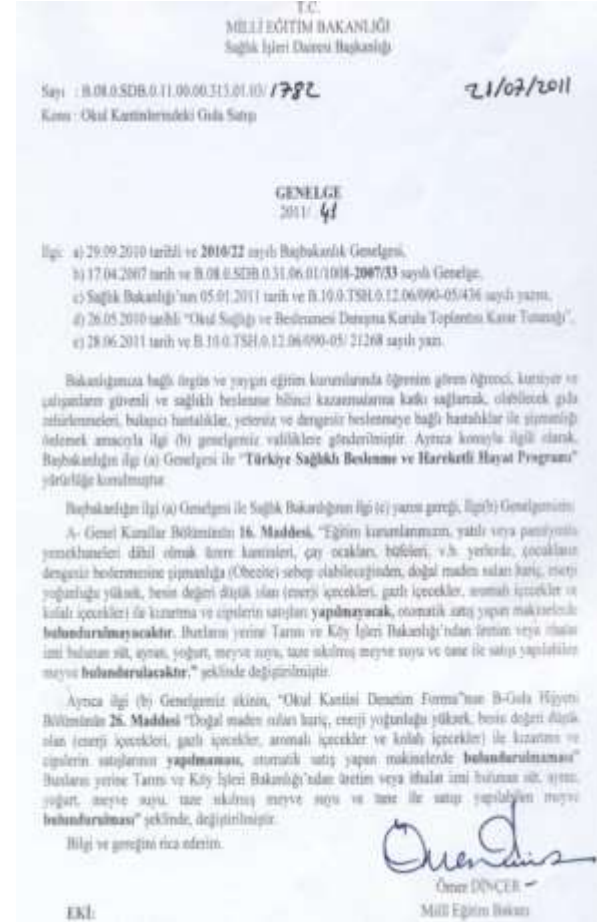 T.C.
MİLLİ EĞİTİM BAKANLIĞI
Sağlık İşleri Dairesi Başkanlığı
Sayı : B.08.0.SDB.0.11.00.00.313.01.03/ 1782 21/07/2011
Konu : Okul Kantinlerindeki Gıda Satışı
GENELGE
2011/ 41
İlgi: a) 29.09.2010 tarihli ve 2010/22 sayılı Başbakanlık Genelgesi,
b) 17.04.2007 tarih ve B.08.0.SDB.0.31.06.01/1008-2007/33 sayılı Genelge,
c) Sağlık Bakanlığı'nın 05.01.2011 tarih ve B.10.0.TSH.0.12.06/090-05/436 sayılı yazısı,
d) 26.05.2010 tarihli "Okul Sağlığı ve Beslenmesi Danışma Kurulu Toplantısı Karar Tutanağı",
e) 28.06.2011 tarih ve B.10.0.TSH.0.12.06/090-05/ 21268 sayılı yazı.
Bakanlığımıza bağlı örgün ve yaygın eğitim kurumlarında öğrenim gören öğrenci, kursiyer ve
çalışanların güvenli ve sağlıklı beslenme bilinci kazanmalarına katkı sağlamak, olabilecek gıda
zehirlenmeleri, bulaşıcı hastalıklar, yetersiz ve dengesiz beslenmeye bağlı hastalıklar ile şişmanlığı
önlemek amacıyla ilgi (b) genelgemiz valiliklere gönderilmiştir. Ayrıca konuyla ilgili olarak,
Başbakanlığın ilgi (a) Genelgesi ile "Türkiye Sağlıklı Beslenme ve Hareketli Hayat Programı"
yürürlüğe konulmuştur.
Başbakanlığın ilgi (a) Genelgesi ile Sağlık Bakanlığının ilgi (c) yazısı gereği, İlgi(b) Genelgemizin;
A- Genel Kurallar Bölümünün 16. Maddesi, "Eğitim kurumlarımızın, yatılı veya pansiyonlu
yemekhaneleri dâhil olmak üzere kantinleri, çay ocakları, büfeleri, v.b. yerlerde, çocukların
dengesiz beslenmesine şişmanlığa (Obezite) sebep olabileceğinden, doğal maden suları hariç, enerji
yoğunluğu yüksek, besin değeri düşük olan (enerji içecekleri, gazlı içecekler, aromalı içecekler ve
kolalı içecekler) ile kızartma ve cipslerin satışları yapılmayacak, otomatik satış yapan makinelerde
bulundurulmayacaktır. Bunların yerine Tarım ve Köy İşleri Bakanlığı'ndan üretim veya ithalat
izni bulunan süt, ayran, yoğurt, meyve suyu, taze sıkılmış meyve suyu ve tane ile satışı yapılabilen
meyve bulundurulacaktır." şeklinde değiştirilmiştir.
Ayrıca ilgi (b) Genelgemiz ekinin, "Okul Kantini Denetim Formu"nun B-Gıda Hijyeni
Bölümünün 26. Maddesi "Doğal maden suları hariç, enerji yoğunluğu yüksek, besin değeri düşük
olan (enerji içecekleri, gazlı içecekler, aromalı içecekler ve kolalı içecekler) ile kızartma ve
cipslerin satışlarının yapılmaması, otomatik satış yapan makinelerde bulundurulmaması"
Bunların yerine Tarım ve Köy İşleri Bakanlığı'ndan üretim veya ithalat izni bulunan süt, ayran,
yoğurt, meyve suyu, taze sıkılmış meyve suyu ve tane ile satışı yapılabilen meyve
bulundurulması" şeklinde, değiştirilmiştir.
Bilgi ve gereğini rica ederim.
Ömer DİNÇER
Milli Eğitim Bakanı
EKİ: